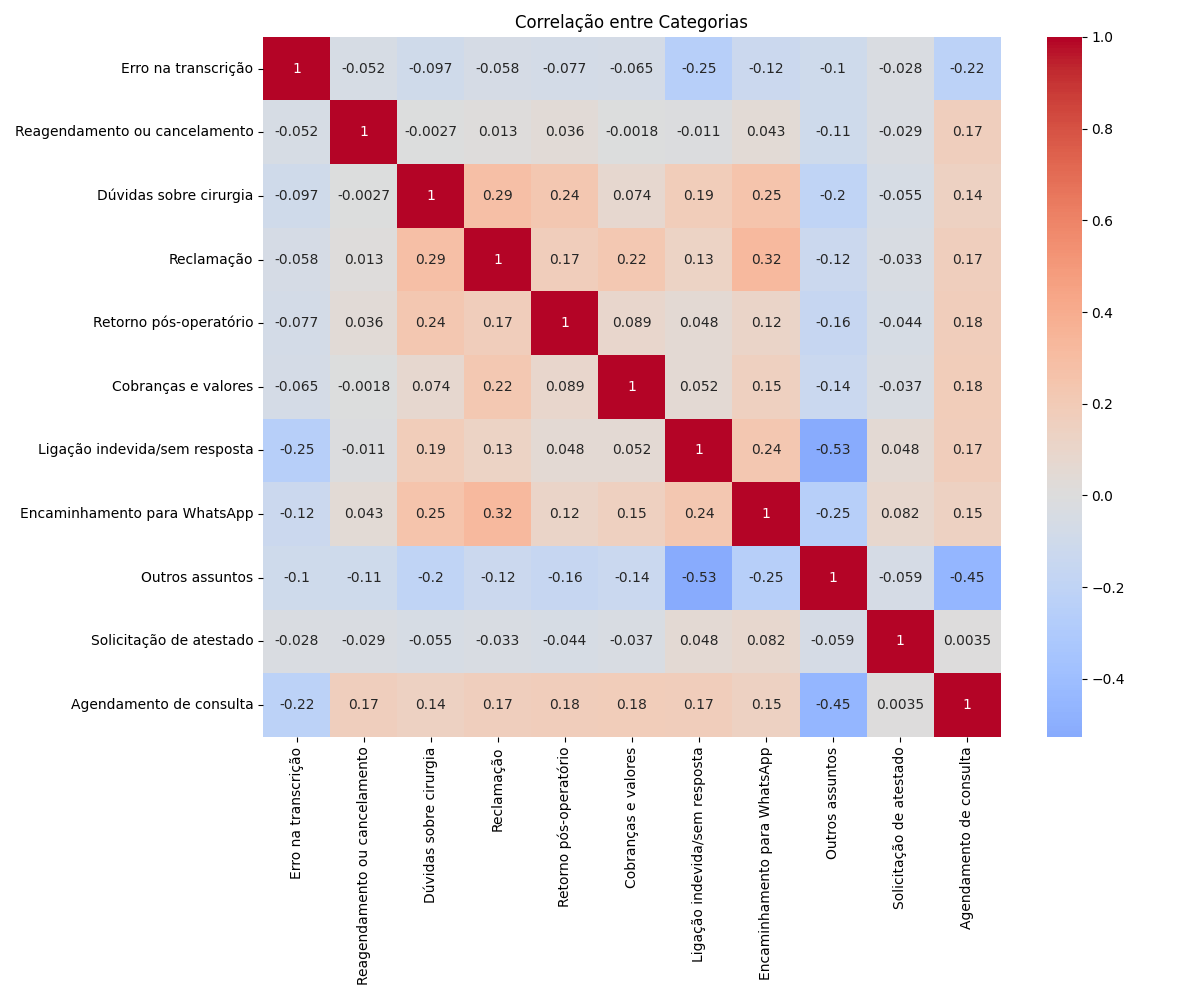 Correlação entre Categorias
Erro na transcrição 1 -0.052 -0.097 -0.058 -0.077 -0.065 -0.25 -0.12 -0.1 -0.028 -0.22
Reagendamento ou cancelamento -0.052 1 -0.0027 0.013 0.036 -0.0018 -0.011 0.043 -0.11 -0.029 0.17
Dúvidas sobre cirurgia -0.097 -0.0027 1 0.29 0.24 0.074 0.19 0.25 -0.2 -0.055 0.14
Reclamação -0.058 0.013 0.29 1 0.17 0.22 0.13 0.32 -0.12 -0.033 0.17
Retorno pós-operatório -0.077 0.036 0.24 0.17 1 0.089 0.048 0.12 -0.16 -0.044 0.18
Cobranças e valores -0.065 -0.0018 0.074 0.22 0.089 1 0.052 0.15 -0.14 -0.037 0.18
Ligação indevida/sem resposta -0.25 -0.011 0.19 0.13 0.048 0.052 1 0.24 -0.53 0.048 0.17
Encaminhamento para WhatsApp -0.12 0.043 0.25 0.32 0.12 0.15 0.24 1 -0.25 0.082 0.15
Outros assuntos -0.1 -0.11 -0.2 -0.12 -0.16 -0.14 -0.53 -0.25 1 -0.059 -0.45
Solicitação de atestado -0.028 -0.029 -0.055 -0.033 -0.044 -0.037 0.048 0.082 -0.059 1 0.0035
Agendamento de consulta -0.22 0.17 0.14 0.17 0.18 0.18 0.17 0.15 -0.45 0.0035 1
Erro na transcrição
Reagendamento ou cancelamento
Dúvidas sobre cirurgia
Reclamação
Retorno pós-operatório
Cobranças e valores
Ligação indevida/sem resposta
Encaminhamento para WhatsApp
Outros assuntos
Solicitação de atestado
Agendamento de consulta
1.0
0.8
0.6
0.4
0.2
0.0
−0.2
−0.4